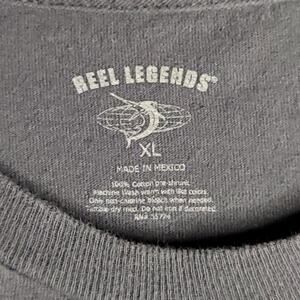 REEL LEGENDS
XL
MADE IN MEXICO
100% Cotton pre-shrunk.
Machine Wash warm with like colors.
Only non-chlorine bleach when needed.
Tumble dry med. Do not iron if decorated.